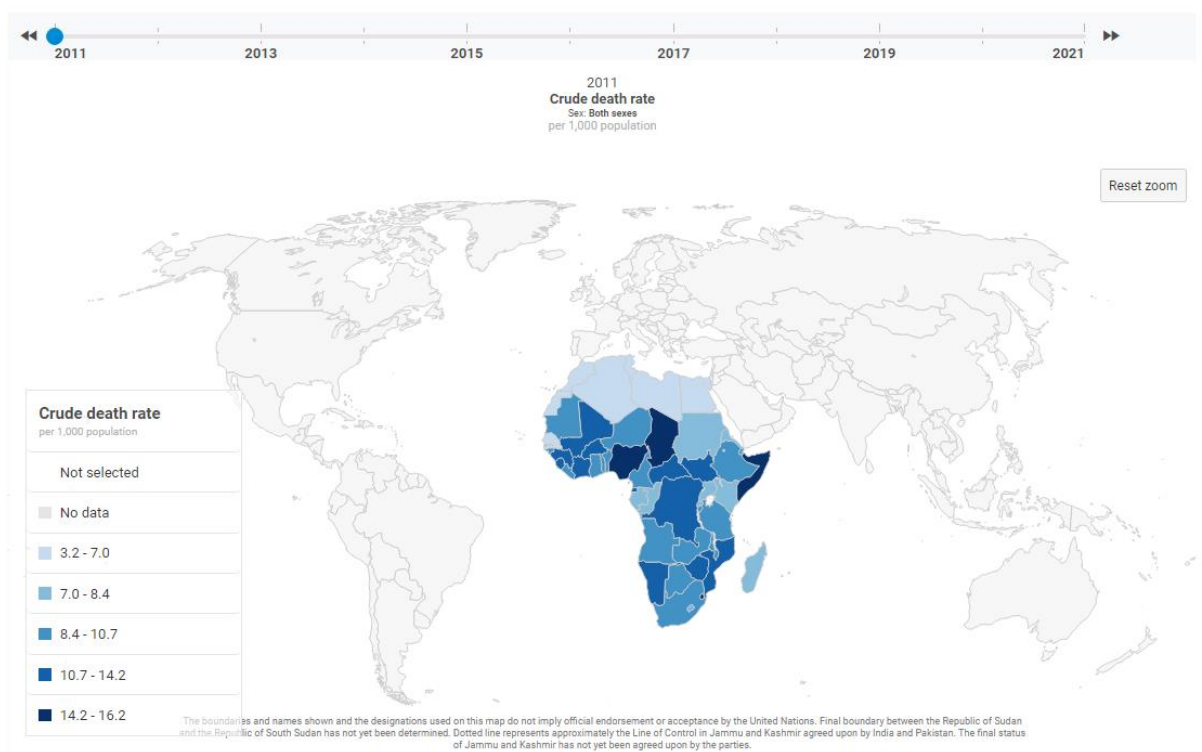 2011
2013
2015
2017
2019
2021
2011
Crude death rate
Sex: Both sexes
per 1,000 population
Reset zoom
Crude death rate
per 1,000 population
Not selected
No data
3.2 - 7.0
7.0 - 8.4
8.4 - 10.7
10.7 - 14.2
14.2 - 16.2
The boundaries and names shown and the designations used on this map do not imply official endorsement or acceptance by the United Nations. Final boundary between the Republic of Sudan
and the Republic of South Sudan has not yet been determined. Dotted line represents approximately the Line of Control in Jammu and Kashmir agreed upon by India and Pakistan. The final status
of Jammu and Kashmir has not yet been agreed upon by the parties.